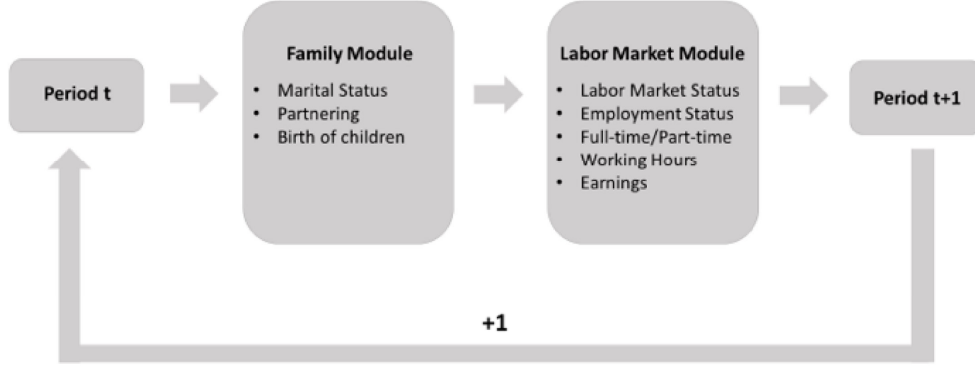 Period t
Family Module
• Marital Status
• Partnering
• Birth of children
Labor Market Module
• Labor Market Status
• Employment Status
• Full-time/Part-time
• Working Hours
• Earnings
Period t+1
+1